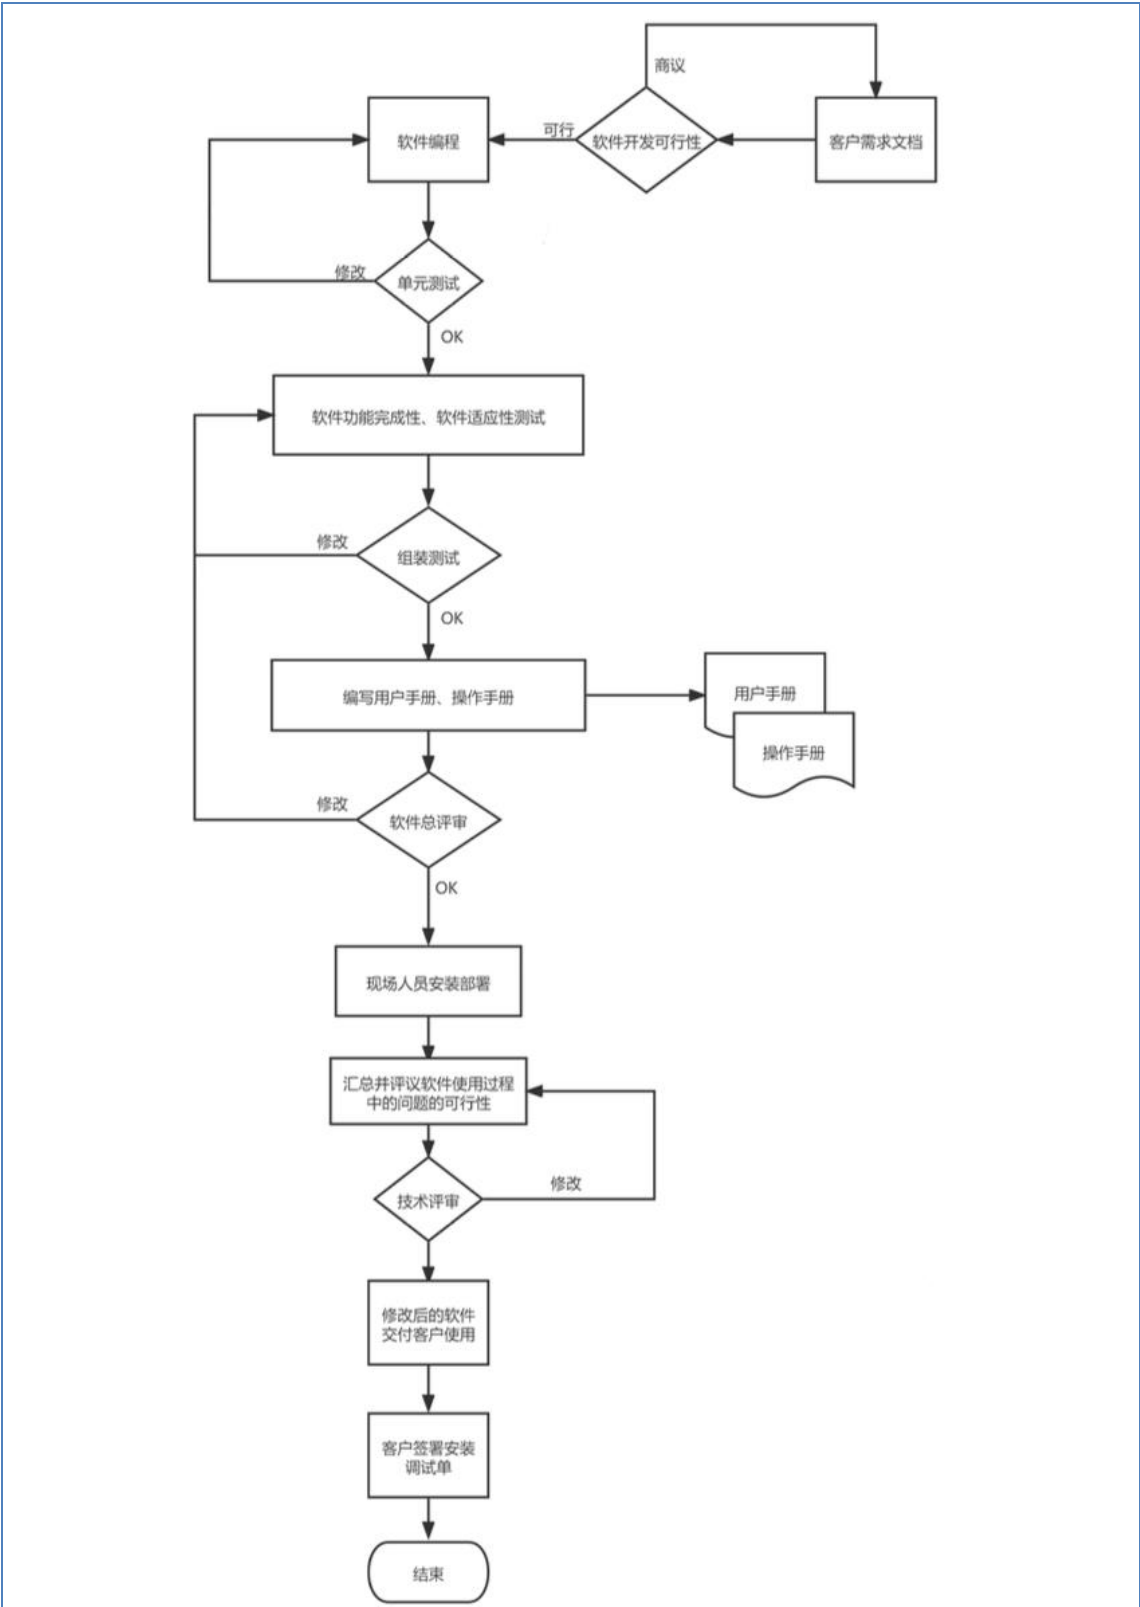 商议
软件编程
可行
软件开发可行性
客户需求文档
修改
单元测试
OK
软件功能完成性、软件适应性测试
修改
组装测试
OK
编写用户手册、操作手册
用户手册
操作手册
修改
软件总评审
OK
现场人员安装部署
汇总并评议软件使用过程
中的问题的可行性
修改
技术评审
修改后的软件
交付客户使用
客户签署安装
调试单
结束